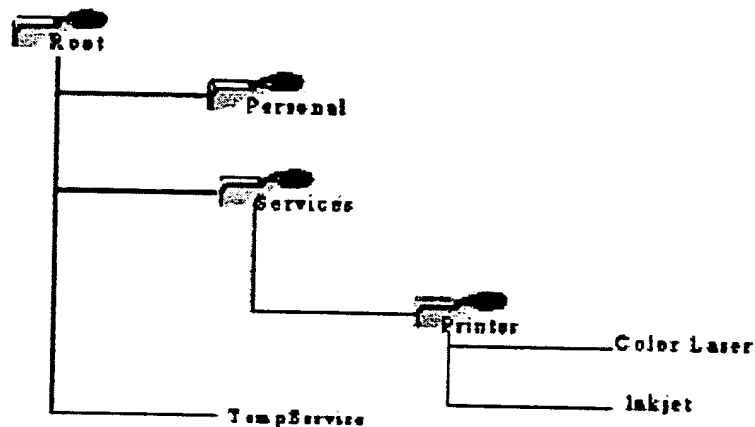 Root
Personal
Services
Printer
Color Laser
Inkjet
TempService